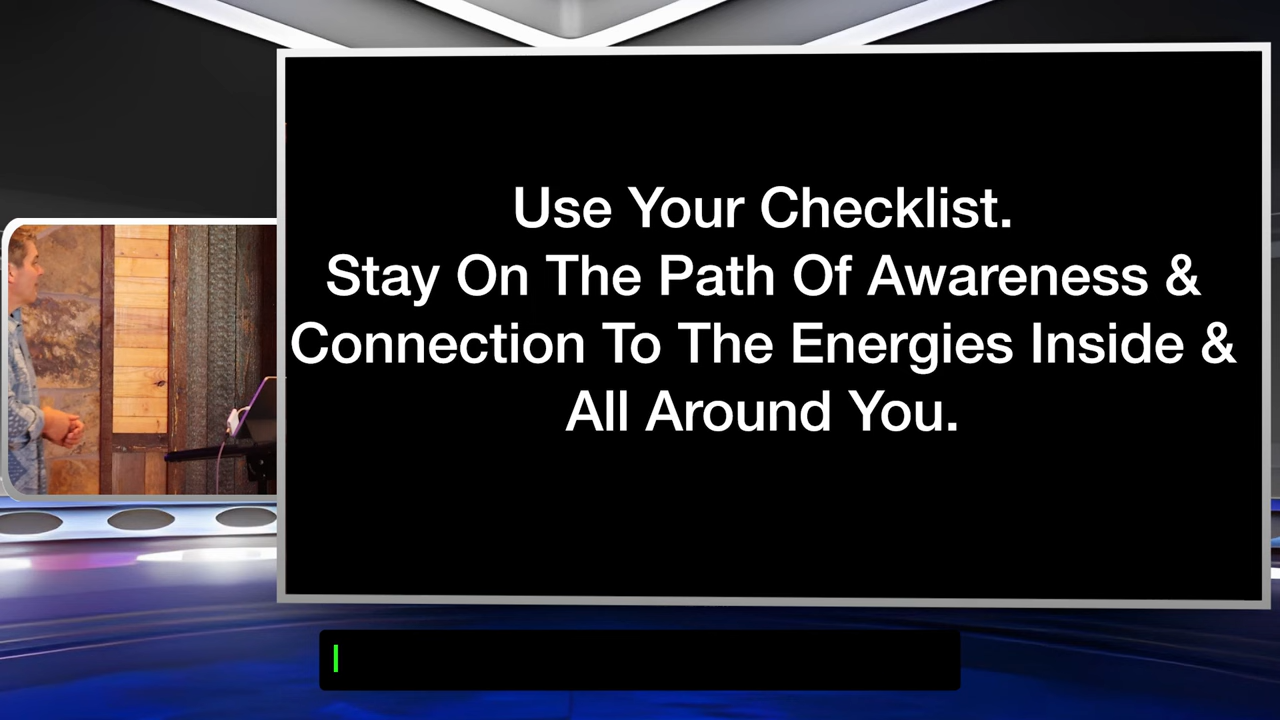 Use Your Checklist.
Stay On The Path Of Awareness &
Connection To The Energies Inside &
All Around You.